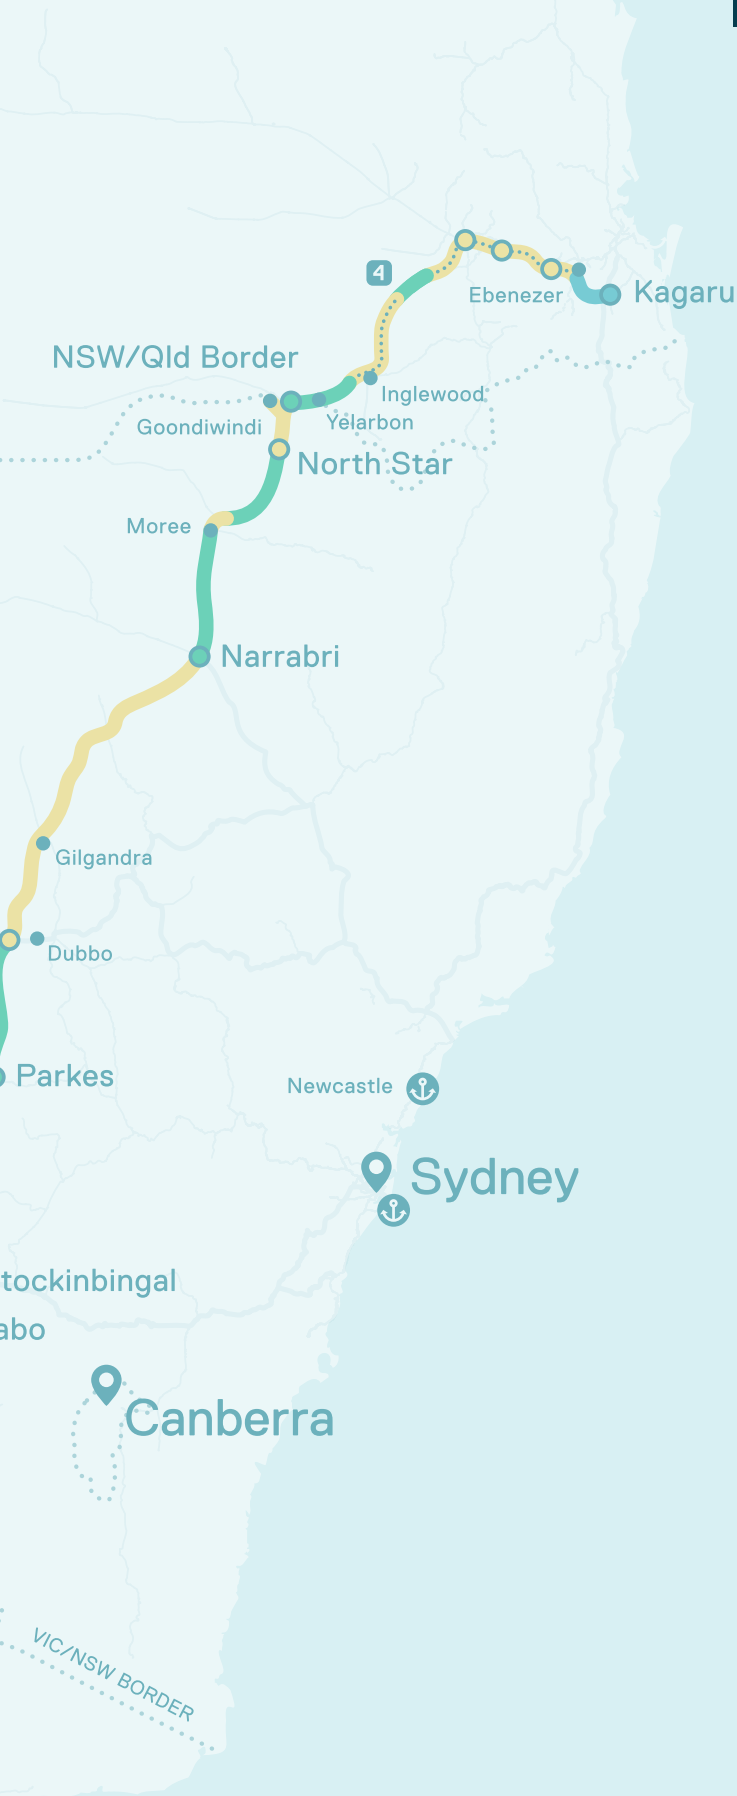 4
Ebenezer
Kagaru
NSW/Qld Border
Inglewood
Goondiwindi
Yelarbon
North Star
Moree
Narrabri
Gilgandra
Dubbo
Parkes
Newcastle
Sydney
tockinbingal
abo
Canberra
VIC/NSW BORDER